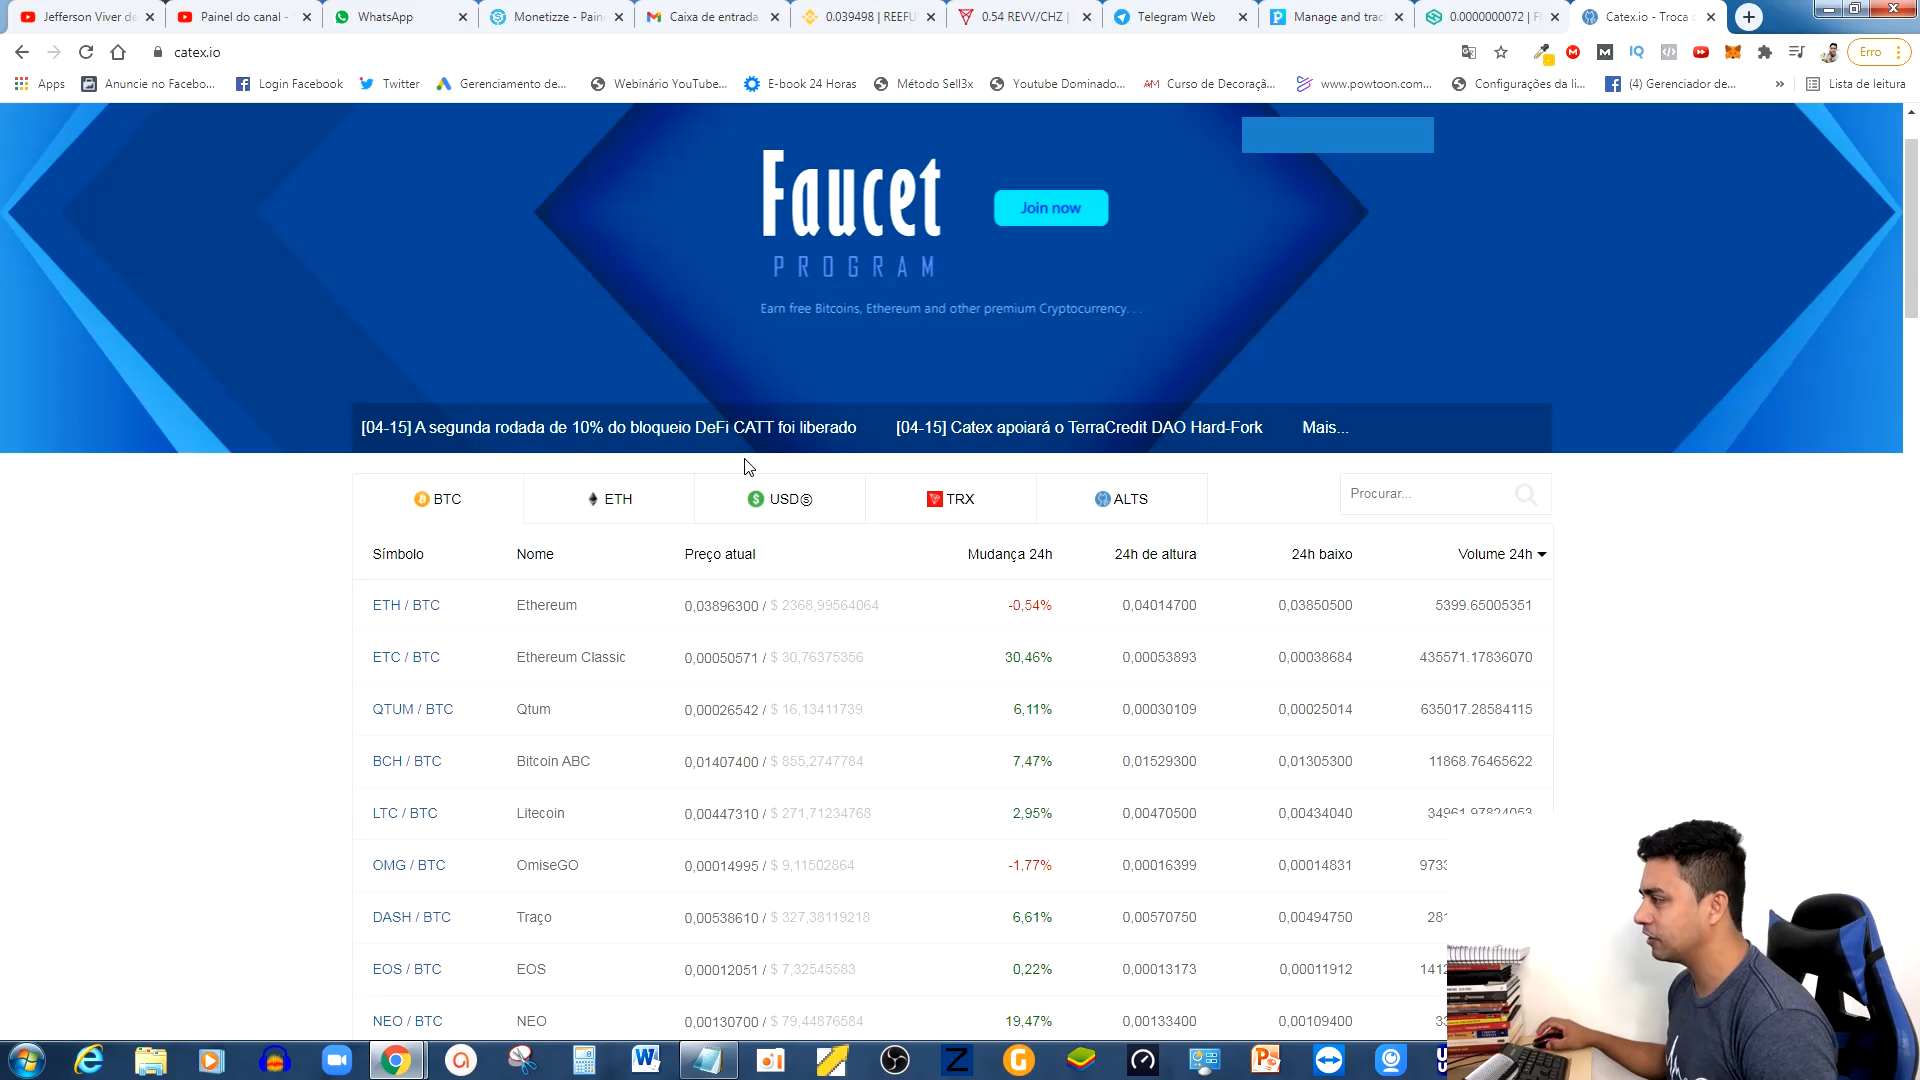 Jefferson Viver de
Painel do canal -
WhatsApp
Monetizze - Pain
Caixa de entrada
0.039498 | REEFU
0.54 REVV/CHZ |
Telegram Web
Manage and trac
0.0000000072 | F
Catex.io - Troca
catex.io
Erro
Apps
Anuncie no Facebo...
Login Facebook
Twitter
Gerenciamento de...
Webinário YouTube...
E-book 24 Horas
Método Sell3x
Youtube Dominado...
AM Curso de Decoraçã...
www.powtoon.com...
Configurações da li...
(4) Gerenciador de...
»
Lista de leitura
Faucet
PROGRAM
Join now
Earn free Bitcoins, Ethereum and other premium Cryptocurrency. . .
[04-15] A segunda rodada de 10% do bloqueio DeFi CATT foi liberado
[04-15] Catex apoiará o TerraCredit DAO Hard-Fork
Mais...
BTC
ETH
USDⓈ
TRX
ALTS
Procurar...
Símbolo Nome Preço atual Mudança 24h 24h de altura 24h baixo Volume 24h
ETH / BTC Ethereum 0,03896300 / $ 2368,99564064 -0,54% 0,04014700 0,03850500 5399.65005351
ETC / BTC Ethereum Classic 0,00050571 / $ 30,76375356 30,46% 0,00053893 0,00038684 435571.17836070
QTUM / BTC Qtum 0,00026542 / $ 16,13411739 6,11% 0,00030109 0,00025014 635017.28584115
BCH / BTC Bitcoin ABC 0,01407400 / $ 855,2747784 7,47% 0,01529300 0,01305300 11868.76465622
LTC / BTC Litecoin 0,00447310 / $ 271,71234768 2,95% 0,00470500 0,00434040 34961.97824053
OMG / BTC OmiseGO 0,00014995 / $ 9,11502864 -1,77% 0,00016399 0,00014831 973
DASH / BTC Traço 0,00538610 / $ 327,38119218 6,61% 0,00570750 0,00494750 281
EOS / BTC EOS 0,00012051 / $ 7,32545583 0,22% 0,00013173 0,00011912 1412
NEO / BTC NEO 0,00130700 / $ 79,44876584 19,47% 0,00133400 0,00109400 33